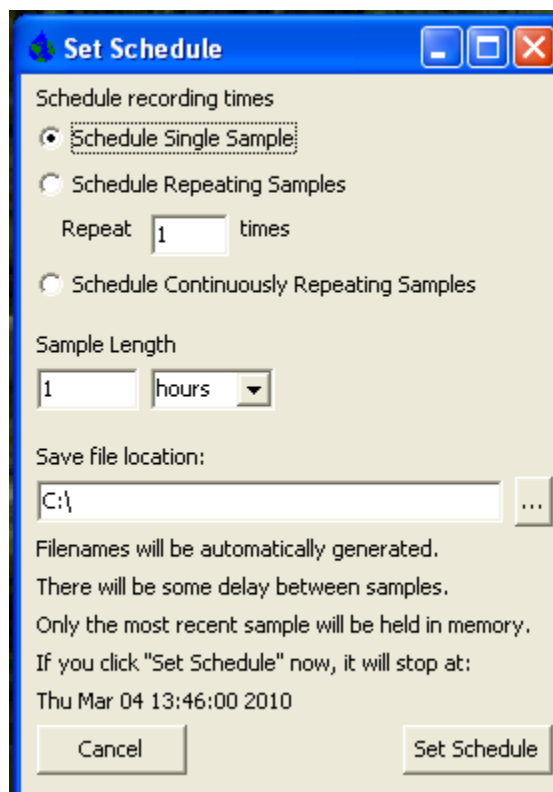 Set Schedule
Schedule recording times
Schedule Single Sample
Schedule Repeating Samples
Repeat 1 times
Schedule Continuously Repeating Samples
Sample Length
1 hours
Save file location:
C:\
...
Filenames will be automatically generated.
There will be some delay between samples.
Only the most recent sample will be held in memory.
If you click "Set Schedule" now, it will stop at:
Thu Mar 04 13:46:00 2010
Cancel Set Schedule